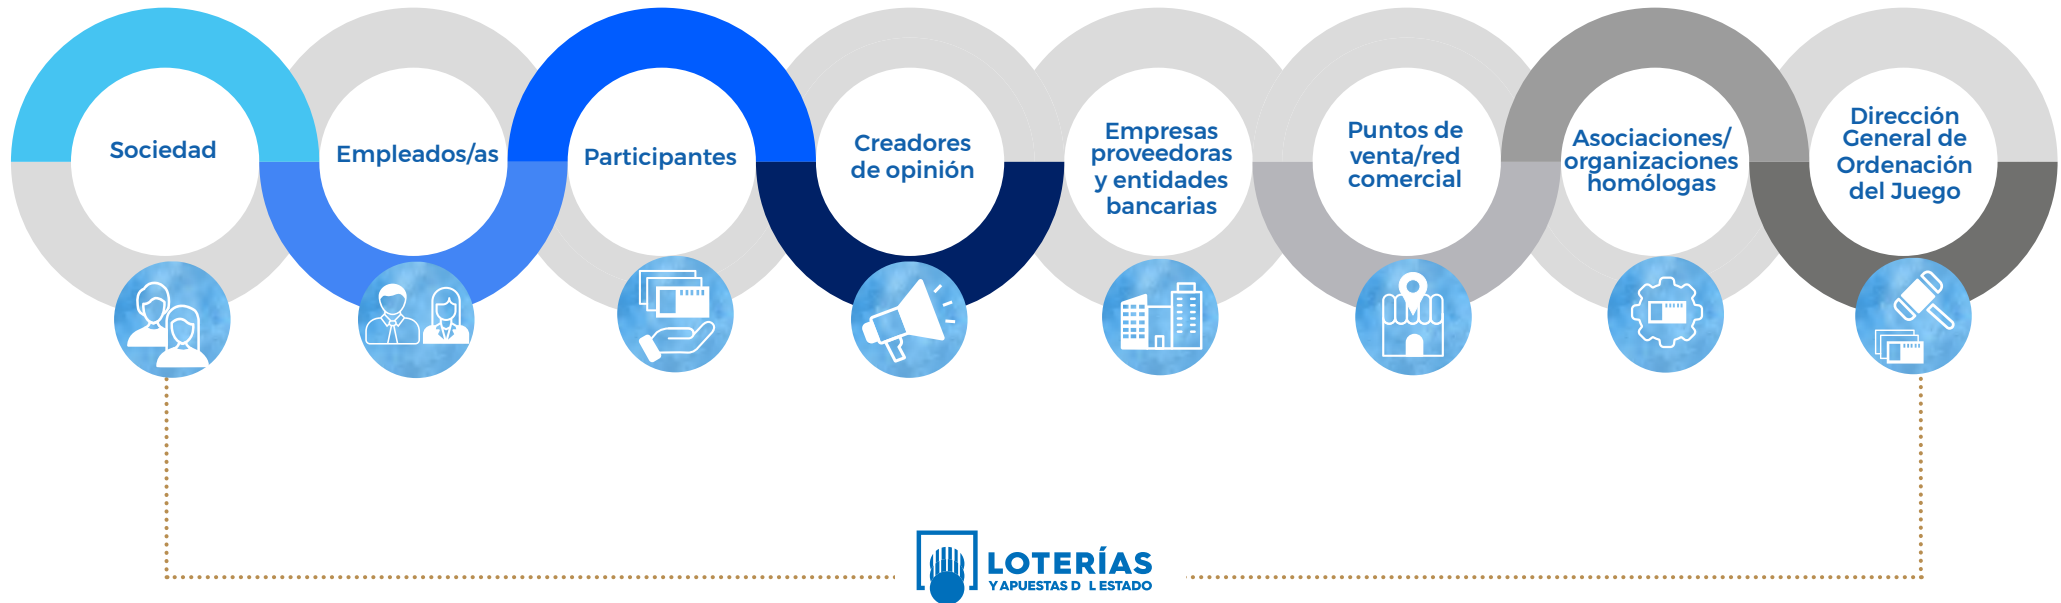 Sociedad
Empleados/as
Participantes
Creadores
de opinión
Empresas
proveedoras
y entidades
bancarias
Puntos de
venta/red
comercial
Asociaciones/
organizaciones
homólogas
Dirección
General de
Ordenación
del Juego
LOTERÍAS
Y APUESTAS D L ESTADO